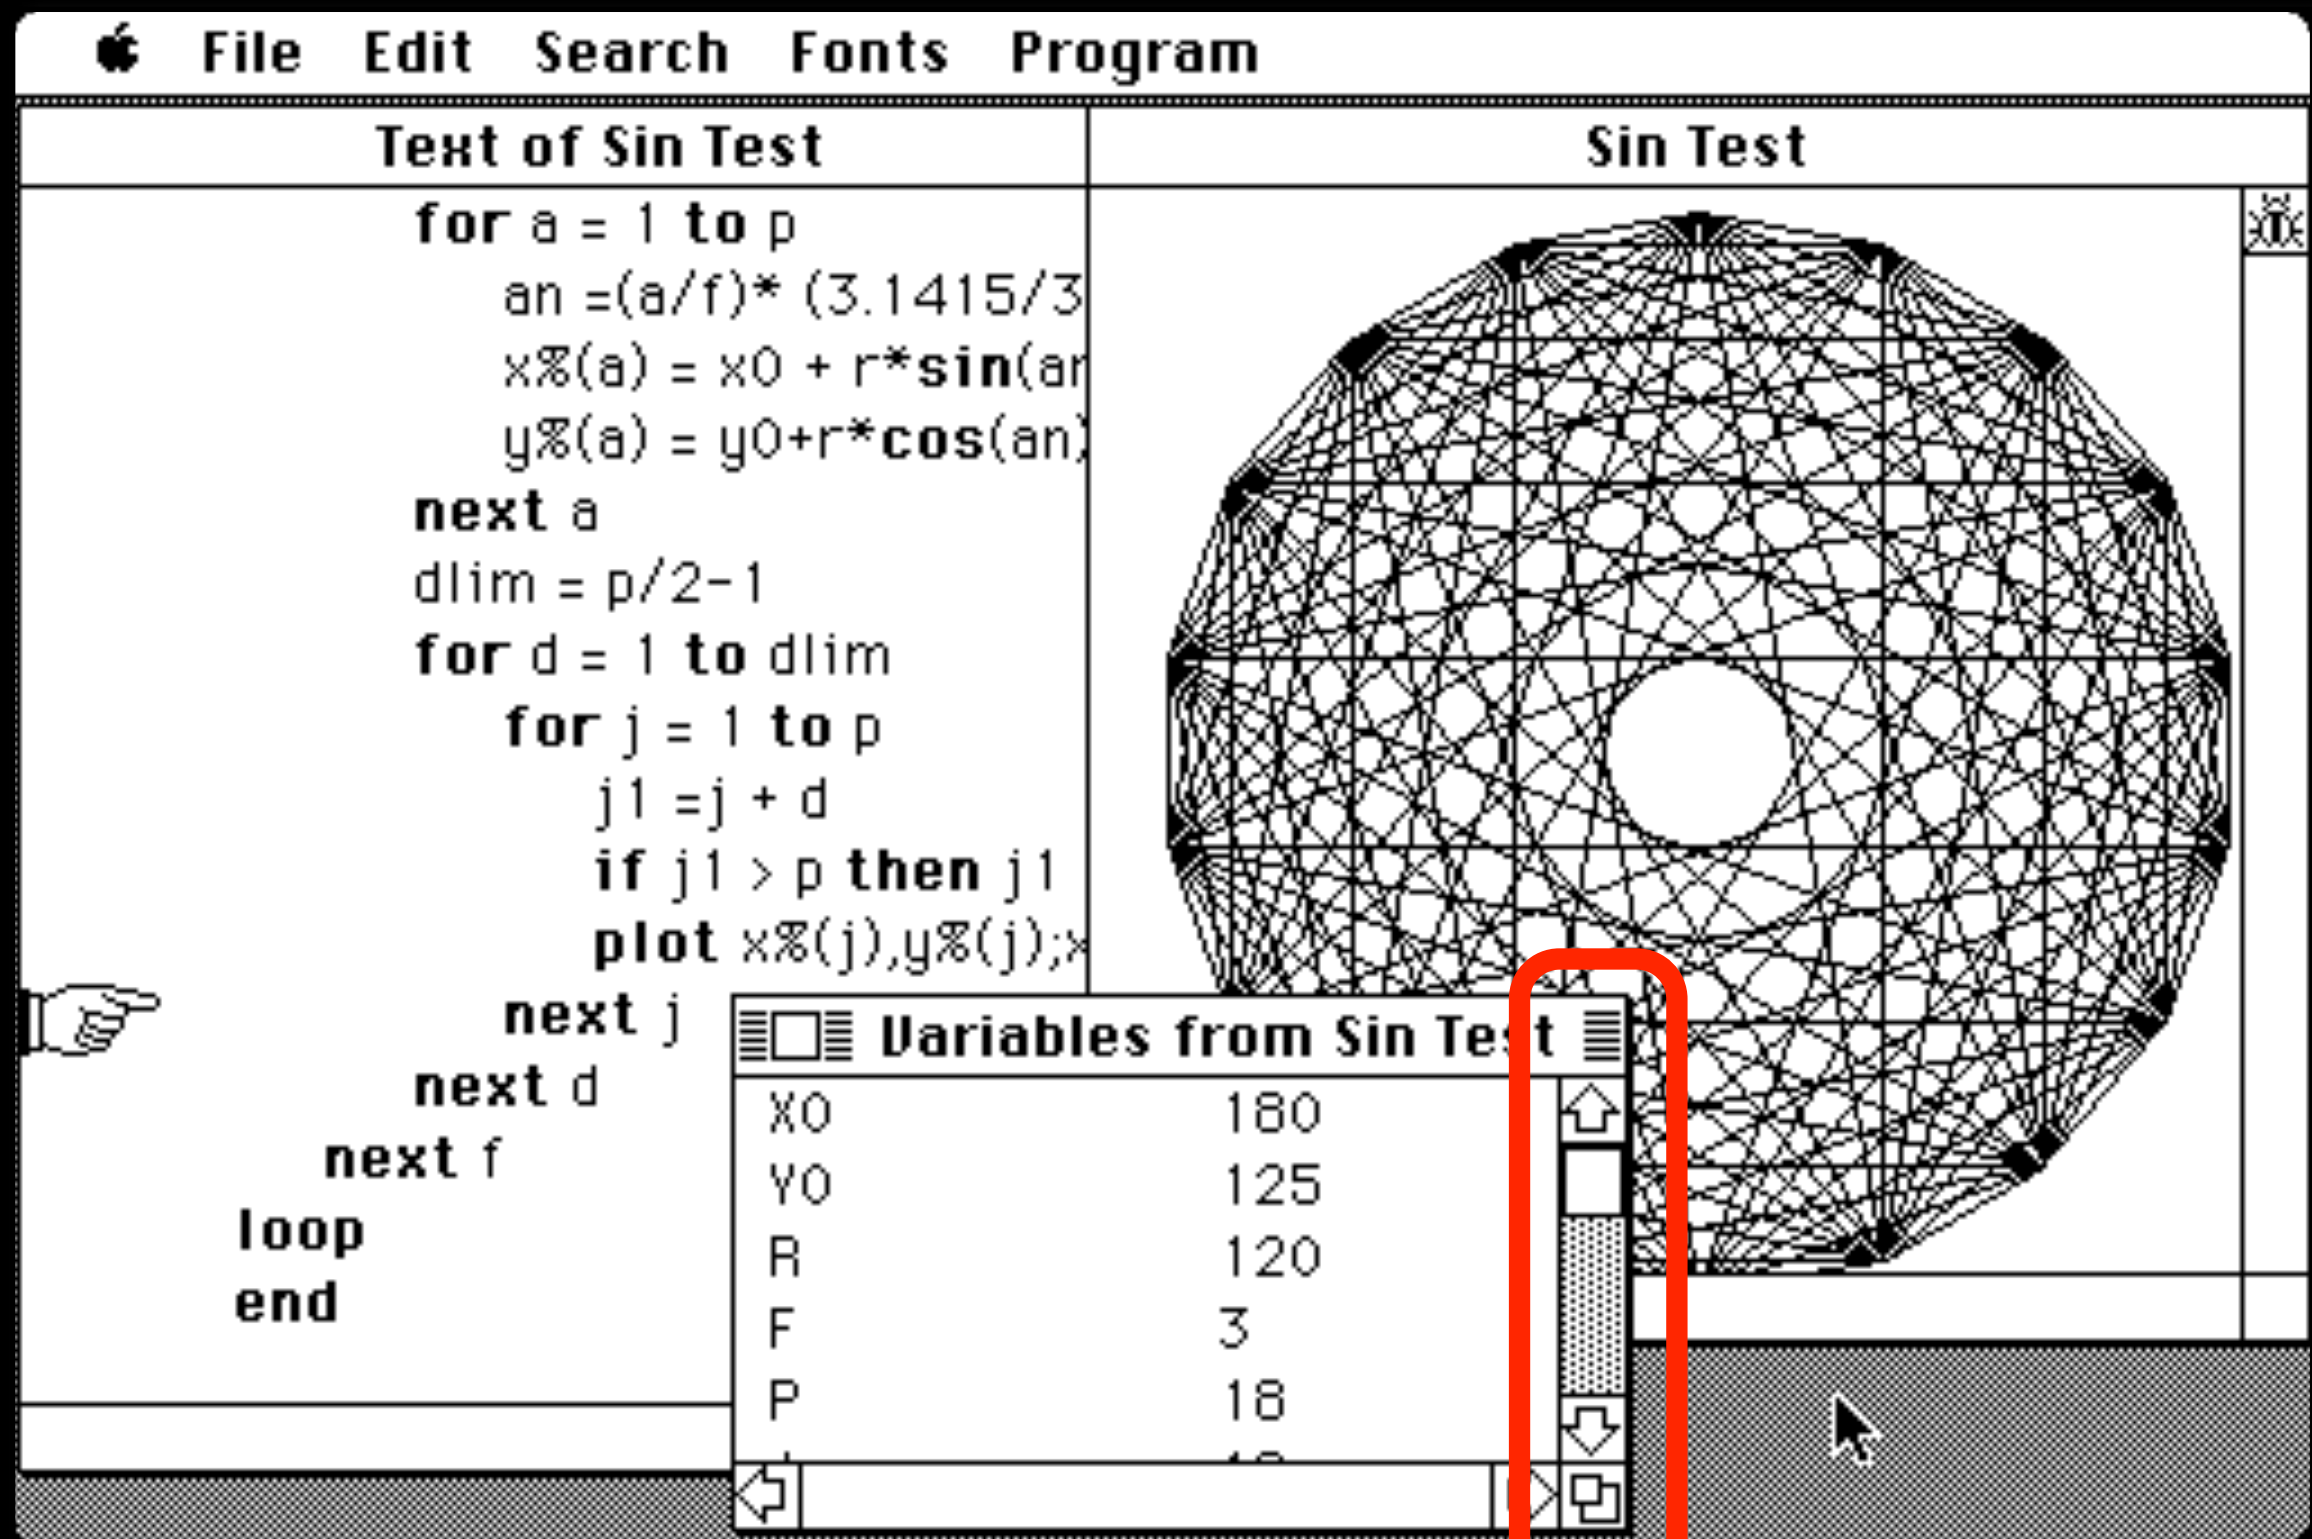 File Edit Search Fonts Program
Text of Sin Test
for a = 1 to p
an =(a/f)* (3.1415/3
x%(a) = x0 + r*sin(an
y%(a) = y0+r*cos(an)
next a
dlim = p/2-1
for d = 1 to dlim
for j = 1 to p
j1 =j + d
if j1 > p then j1
plot x%(j),y%(j);x
next j
next d
next f
loop
end
Sin Test
Variables from Sin Test
X0 180
Y0 125
R 120
F 3
P 18